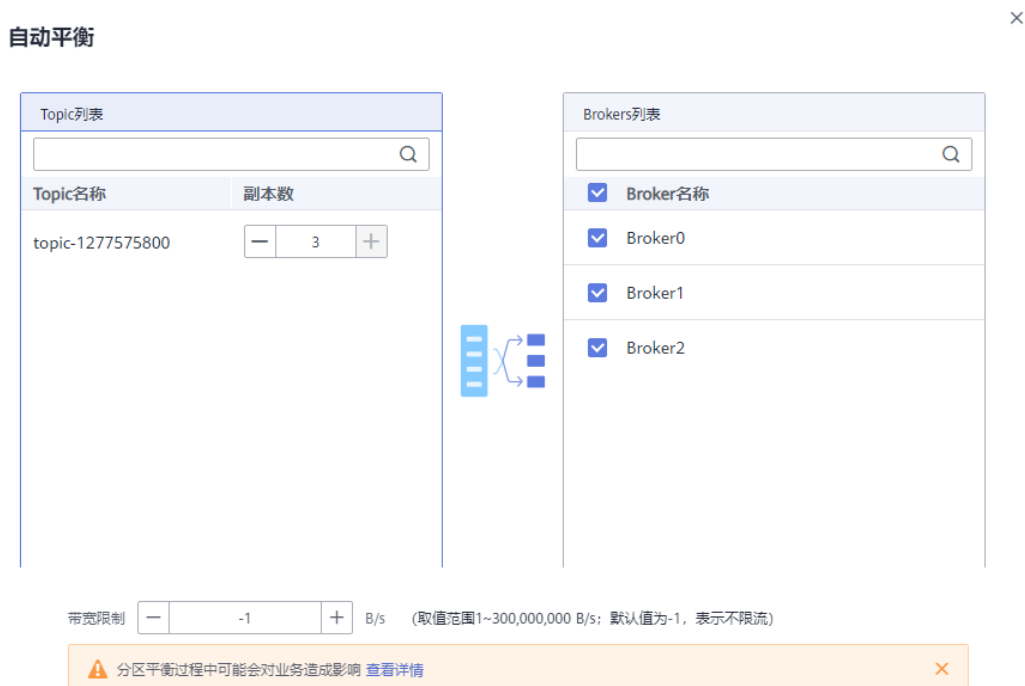 自动平衡
Topic列表
Topic名称 副本数
topic-1277575800 3
Brokers列表
Broker名称
Broker0
Broker1
Broker2
带宽限制 -1 B/s (取值范围1~300,000,000 B/s；默认值为-1，表示不限流)
分区平衡过程中可能会对业务造成影响 查看详情